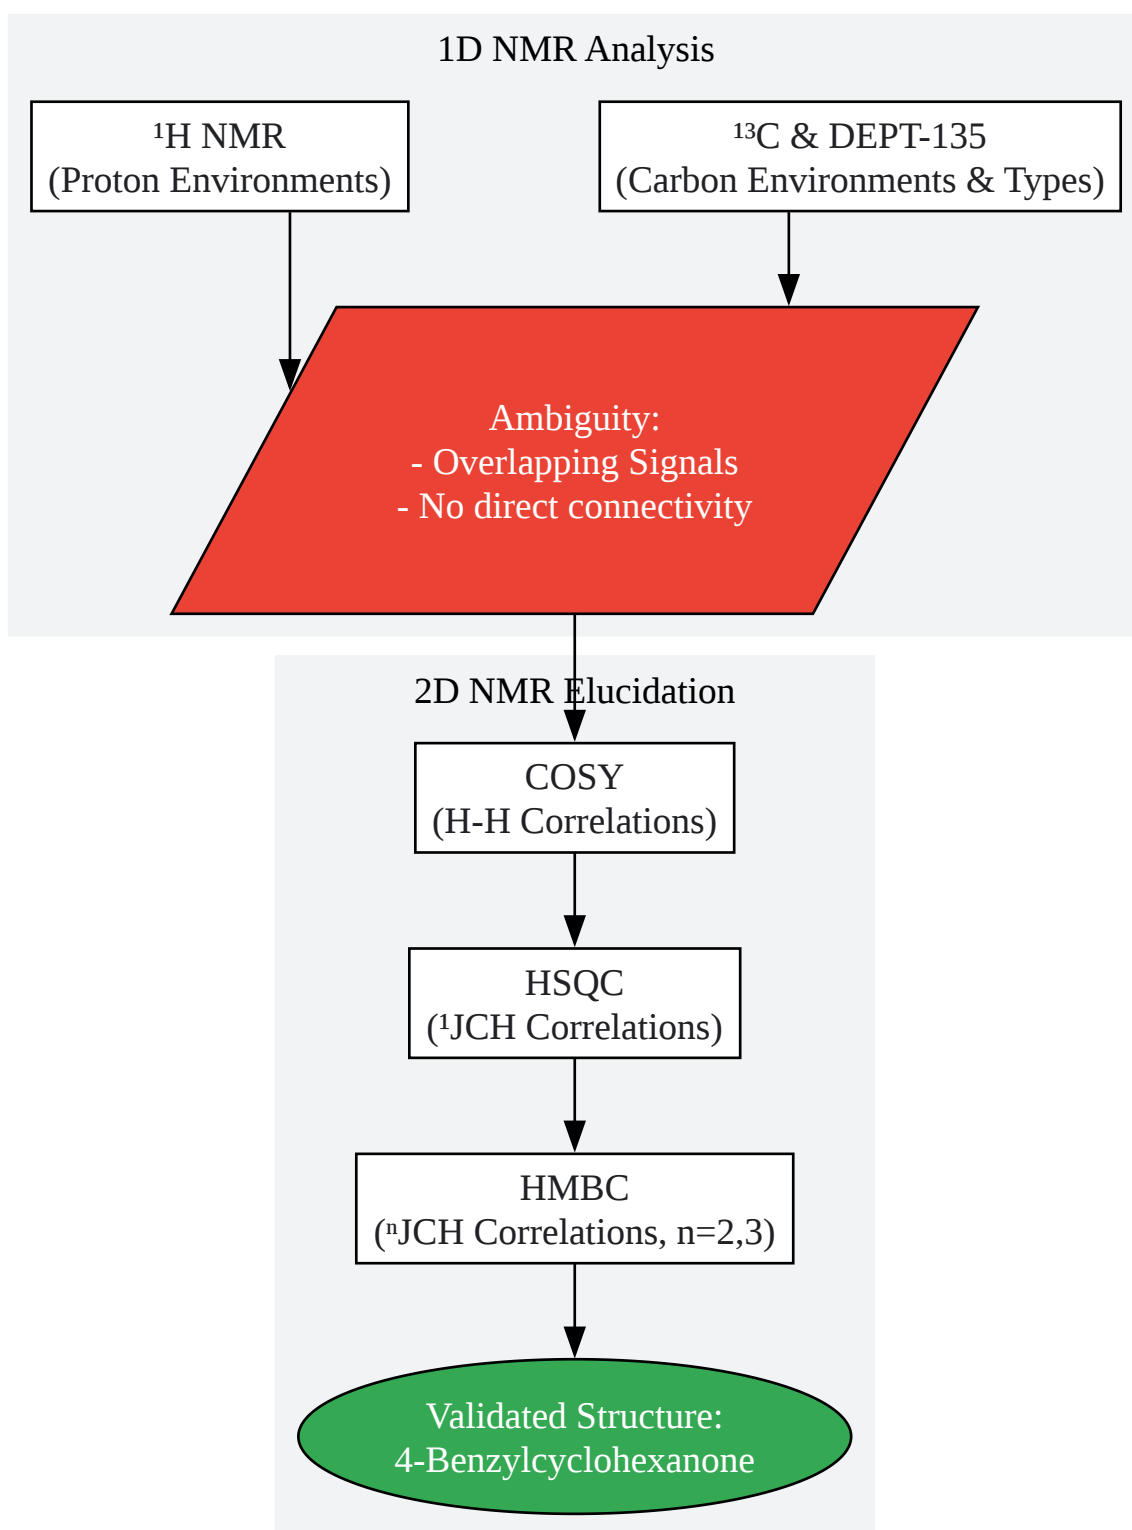 1D NMR Analysis
¹H NMR
(Proton Environments)
¹³C & DEPT-135
(Carbon Environments & Types)
Ambiguity:
- Overlapping Signals
- No direct connectivity
2D NMR Elucidation
COSY
(H-H Correlations)
HSQC
(¹JCH Correlations)
HMBC
(ⁿJCH Correlations, n=2,3)
Validated Structure:
4-Benzylcyclohexanone